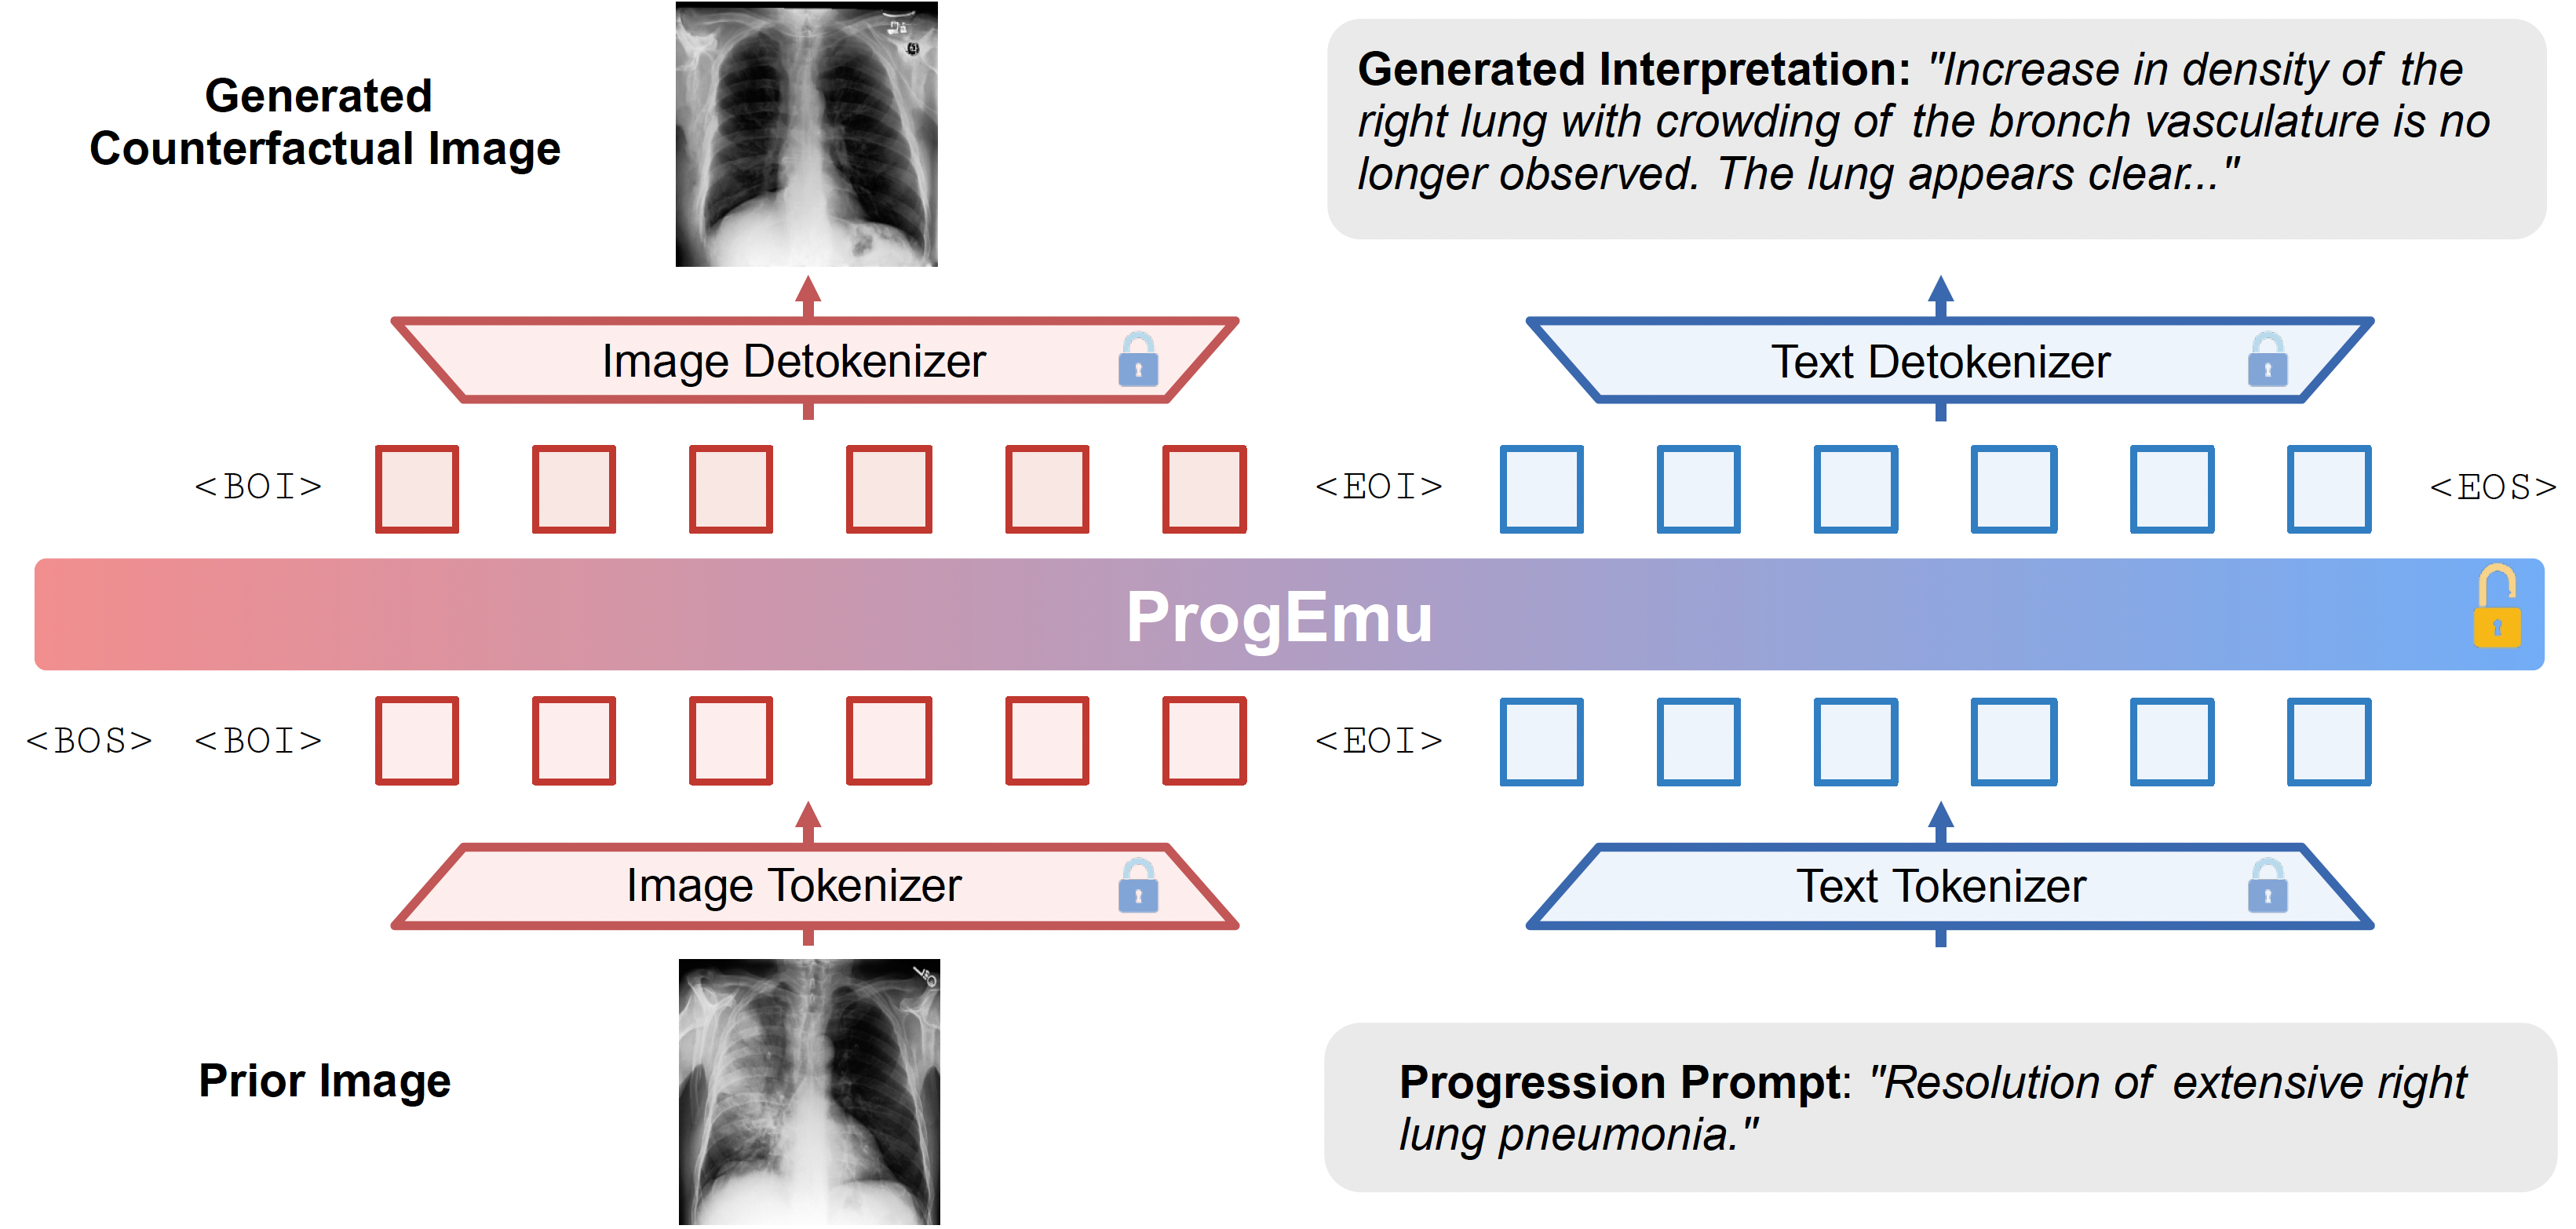 Generated
Counterfactual Image
Generated Interpretation: "Increase in density of the
right lung with crowding of the bronch vasculature is no
longer observed. The lung appears clear..."
Image Detokenizer
Text Detokenizer
<BOI>
<EOI>
<EOS>
ProgEmu
<BOS> <BOI>
<EOI>
Image Tokenizer
Text Tokenizer
Prior Image
Progression Prompt: "Resolution of extensive right
lung pneumonia."